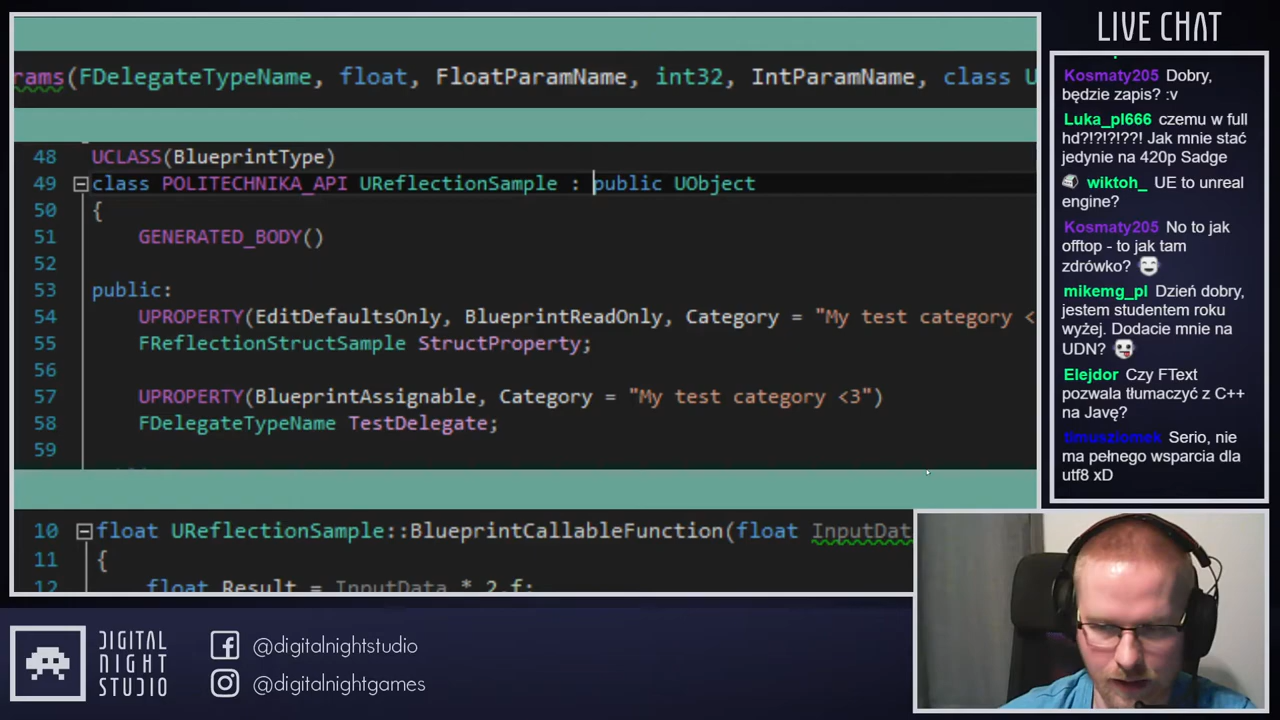 rams(FDelegateTypeName, float, FloatParamName, int32, IntParamName, class U
48 UCLASS(BlueprintType)
49 class POLITECHNIKA_API UReflectionSample : public UObject
50 {
51 GENERATED_BODY()
52
53 public:
54 UPROPERTY(EditDefaultsOnly, BlueprintReadOnly, Category = "My test category <
55 FReflectionStructSample StructProperty;
56
57 UPROPERTY(BlueprintAssignable, Category = "My test category <3")
58 FDelegateTypeName TestDelegate;
59
10 float UReflectionSample::BlueprintCallableFunction(float InputDat
11 {
12 float Result = InputData * 2.f;
LIVE CHAT
Kosmaty205 Dobry,
będzie zapis? :v
Luka_pl666 czemu w full
hd?!?!?!??! Jak mnie stać
jedynie na 420p Sadge
wiktoh_ UE to unreal
engine?
Kosmaty205 No to jak
offtop - to jak tam
zdrówko?
mikemg_pl Dzień dobry,
jestem studentem roku
wyżej. Dodacie mnie na
UDN?
Elejdor Czy FText
pozwala tłumaczyć z C++
na Javę?
timusziomek Serio, nie
ma pełnego wsparcia dla
utf8 xD
DIGITAL
NIGHT
STUDIO
@digitalnightstudio
@digitalnightgames